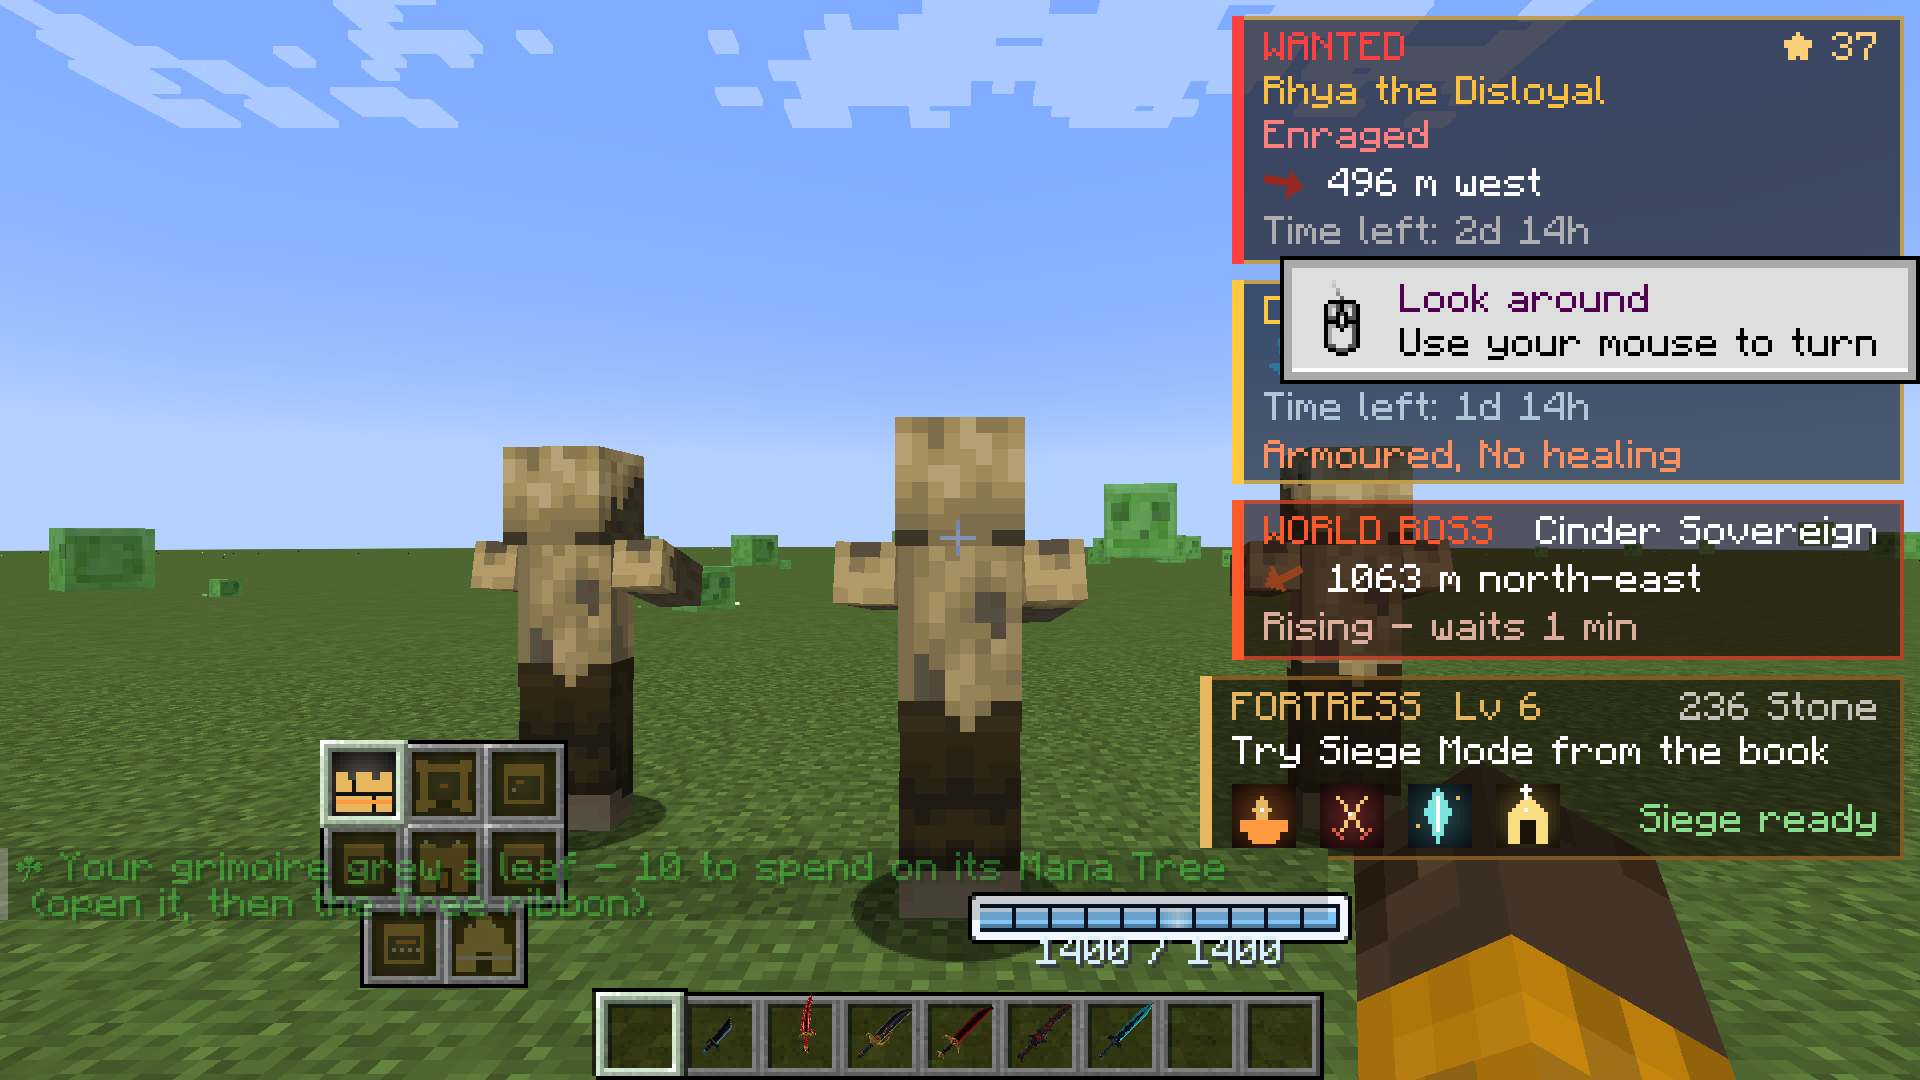 WANTED ★ 37
Rhya the Disloyal
Enraged
496 m west
Time left: 2d 14h
Look around
Use your mouse to turn
Time left: 1d 14h
Armoured, No healing
WORLD BOSS Cinder Sovereign
1063 m north-east
Rising - waits 1 min
FORTRESS Lv 6 236 Stone
Try Siege Mode from the book
Siege ready
Your grimoire grew a leaf - 10 to spend on its Mana Tree
(open it, then the Tree ribbon).
1400 / 1400